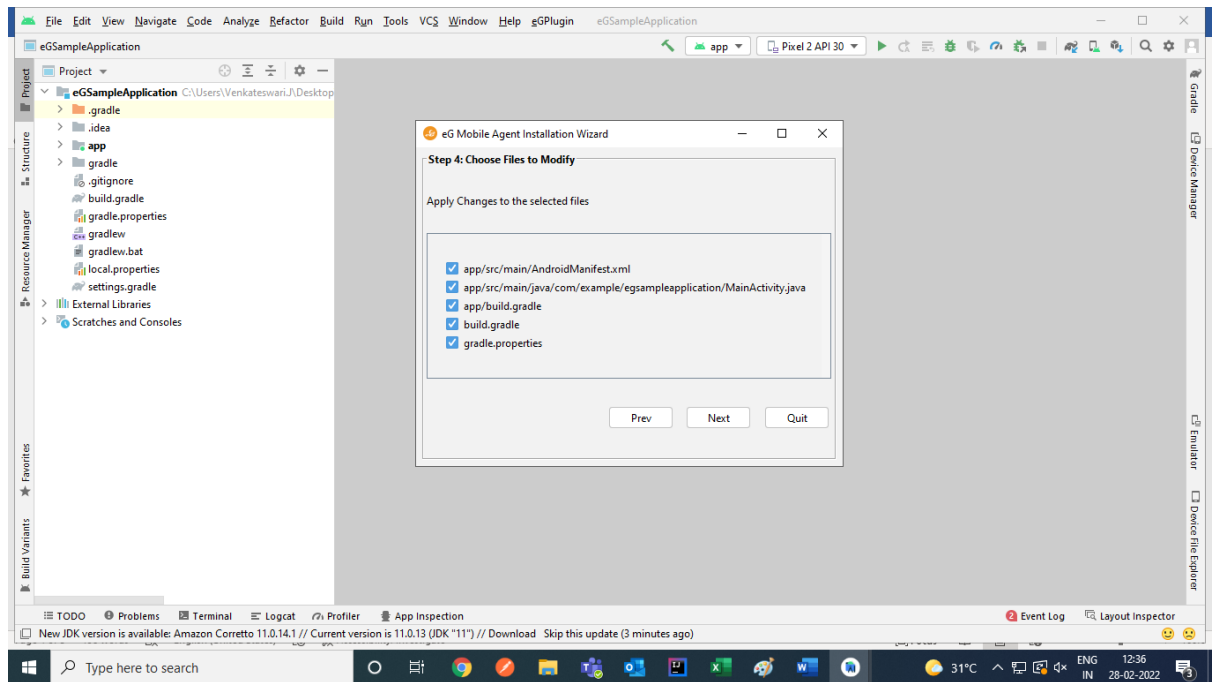 File Edit View Navigate Code Analyze Refactor Build Run Tools VCS Window Help eGPlugin eGSampleApplication
eGSampleApplication
app
Pixel 2 API 30
Project
Structure
Resource Manager
Favorites
Build Variants
Project
eGSampleApplication C:\Users\Venkateswari.J\Desktop
.gradle
.idea
app
gradle
.gitignore
build.gradle
gradle.properties
gradlew
gradlew.bat
local.properties
settings.gradle
External Libraries
Scratches and Consoles
eG Mobile Agent Installation Wizard
Step 4: Choose Files to Modify
Apply Changes to the selected files
app/src/main/AndroidManifest.xml
app/src/main/java/com/example/egsampleapplication/MainActivity.java
app/build.gradle
build.gradle
gradle.properties
Prev Next Quit
Gradle
Device Manager
Emulator
Device File Explorer
TODO Problems Terminal Logcat Profiler App Inspection
2 Event Log Layout Inspector
New JDK version is available: Amazon Corretto 11.0.14.1 // Current version is 11.0.13 (JDK "11") // Download Skip this update (3 minutes ago)
Type here to search
31°C
ENG
IN
12:36
28-02-2022
3